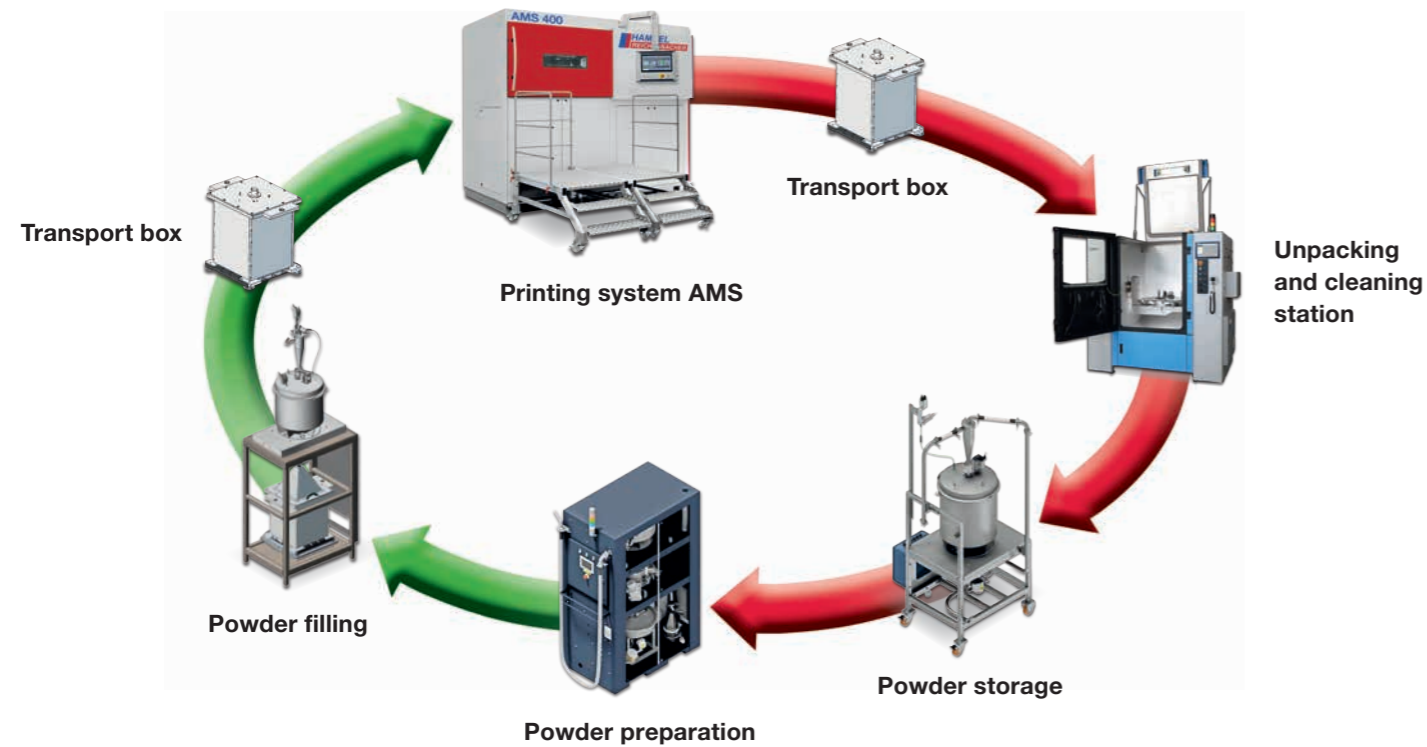 AMS 400
Transport box
Transport box
Printing system AMS
Unpacking
and cleaning
station
Powder filling
Powder storage
Powder preparation